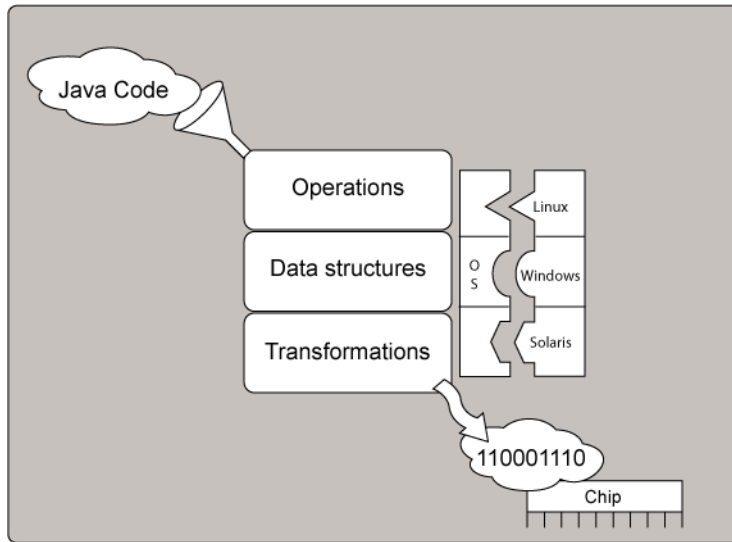 Java Code
Operations
Linux
Data structures
O
S
Windows
Transformations
Solaris
110001110
Chip